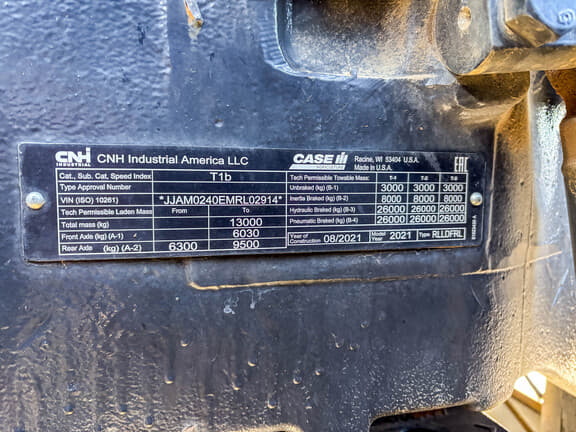 CNH INDUSTRIAL CNH Industrial America LLC CASE IH AGRICULTURE Racine, WI 53404 U.S.A. Made in U.S.A. EAC
Cat., Sub. Cat, Speed Index T1b
Type Approval Number
VIN (ISO) 10261) *JJAM0240EMRL02914*
Tech Permissible Laden Mass From To
Total mass (kg) 13000
Front Axle (kg) (A-1) 6030
Rear Axle (kg) (A-2) 6300 9500
Tech Permissible Towable Mass: T-1 T-2 T-3
Unbraked (kg) (B-1) 3000 3000 3000
Inertia Braked (kg) (B-2) 8000 8000 8000
Hydraulic Braked (kg) (B-3) 26000 26000 26000
Pneumatic Braked (kg) (B-4) 26000 26000 26000
Year of Construction 08/2021 Model Year 2021 Type RLLDFRL